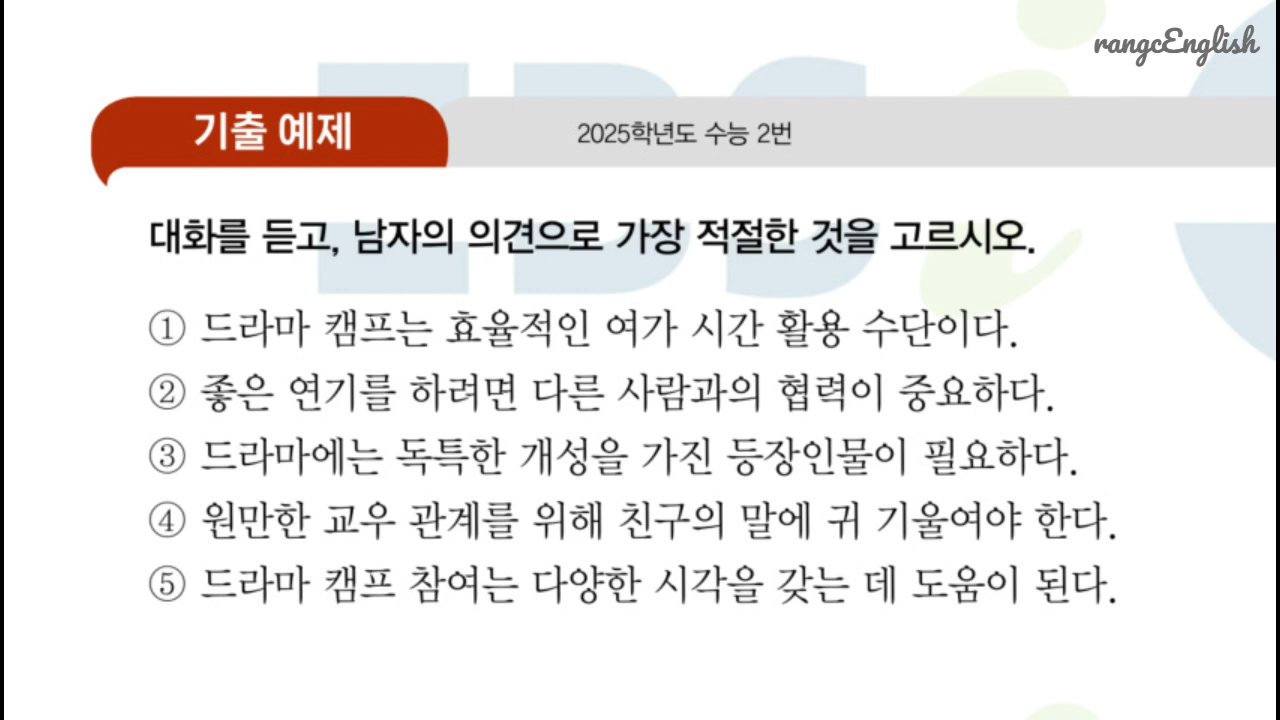 rangcEnglish
기출 예제
2025학년도 수능 2번
대화를 듣고, 남자의 의견으로 가장 적절한 것을 고르시오.
① 드라마 캠프는 효율적인 여가 시간 활용 수단이다.
② 좋은 연기를 하려면 다른 사람과의 협력이 중요하다.
③ 드라마에는 독특한 개성을 가진 등장인물이 필요하다.
④ 원만한 교우 관계를 위해 친구의 말에 귀 기울여야 한다.
⑤ 드라마 캠프 참여는 다양한 시각을 갖는 데 도움이 된다.
EBSi